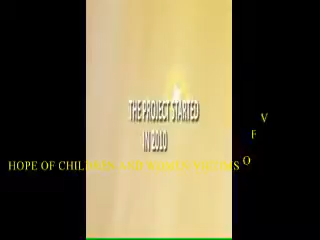 THE PROJECT STARTED
IN 2010
HOPE OF CHILDREN AND WOMEN VICTIMS
O
F
V